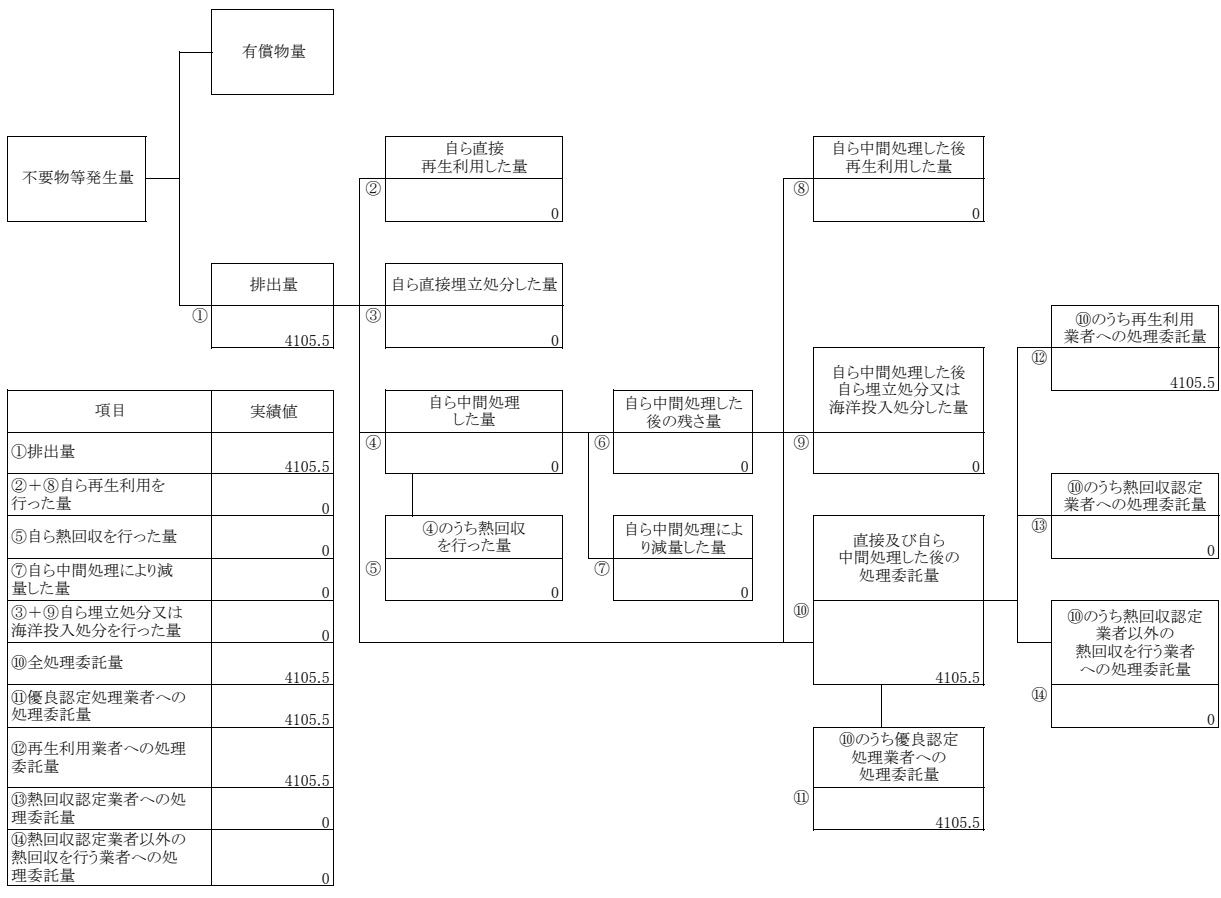 有償物量
不要物等発生量
自ら直接
再生利用した量
②
0
自ら中間処理した後
再生利用した量
⑧
0
排出量
①
4105.5
自ら直接埋立処分した量
③
0
⑩のうち再生利用
業者への処理委託量
⑫
4105.5
自ら中間処理
した量
④
0
自ら中間処理した
後の残さ量
⑥
0
自ら中間処理した後
自ら埋立処分又は
海洋投入処分した量
⑨
0
⑩のうち熱回収認定
業者への処理委託量
⑬
0
④のうち熱回収
を行った量
⑤
0
自ら中間処理によ
り減量した量
⑦
0
直接及び自ら
中間処理した後の
処理委託量
⑩
4105.5
⑩のうち熱回収認定
業者以外の
熱回収を行う業者
への処理委託量
⑭
0
⑩のうち優良認定
処理業者への
処理委託量
⑪
4105.5
項目 実績値
①排出量
4105.5
②＋⑧自ら再生利用を
行った量
0
⑤自ら熱回収を行った量
0
⑦自ら中間処理により減
量した量
0
③＋⑨自ら埋立処分又は
海洋投入処分を行った量
0
⑩全処理委託量
4105.5
⑪優良認定処理業者への
処理委託量
4105.5
⑫再生利用業者への処理
委託量
4105.5
⑬熱回収認定業者への処
理委託量
0
⑭熱回収認定業者以外の
熱回収を行う業者への処
理委託量
0